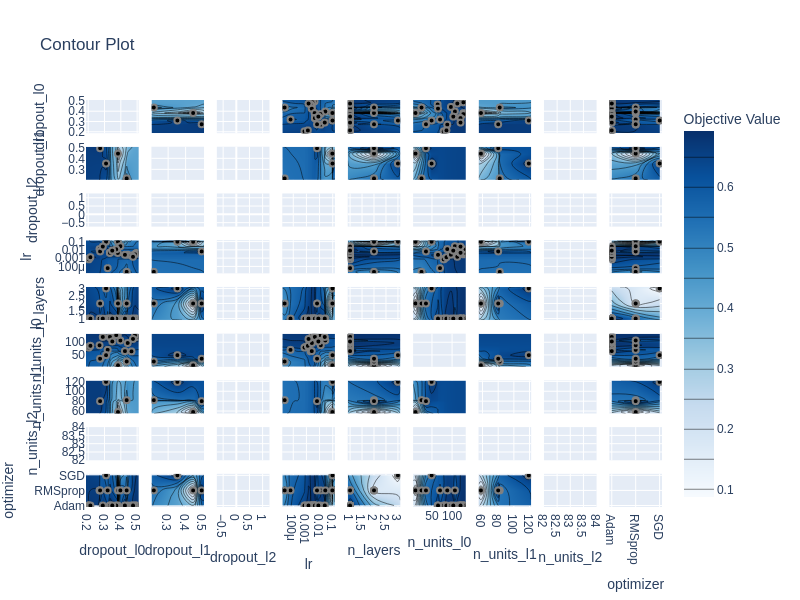 Contour Plot
Objective Value
dropout_l0
0.5
0.4
0.3
0.2
dropout_l1
0.5
0.4
0.3
dropout_l2
1
0.5
0
−0.5
lr
0.1
0.01
0.001
100μ
n_layers
3
2.5
2
1.5
1
n_units_l0
100
50
n_units_l1
120
100
80
60
n_units_l2
84
83.5
83
82.5
82
optimizer
SGD
RMSprop
Adam
0.2 0.3 0.4 0.5
0.3 0.4 0.5
−0.5 0 0.5 1
100μ 0.001 0.01 0.1
1 1.5 2 2.5 3
50 100
60 80 100 120
82 82.5 83 83.5 84
Adam RMSprop SGD
dropout_l0 dropout_l1 dropout_l2 lr n_layers n_units_l0 n_units_l1 n_units_l2 optimizer
0.6
0.5
0.4
0.3
0.2
0.1